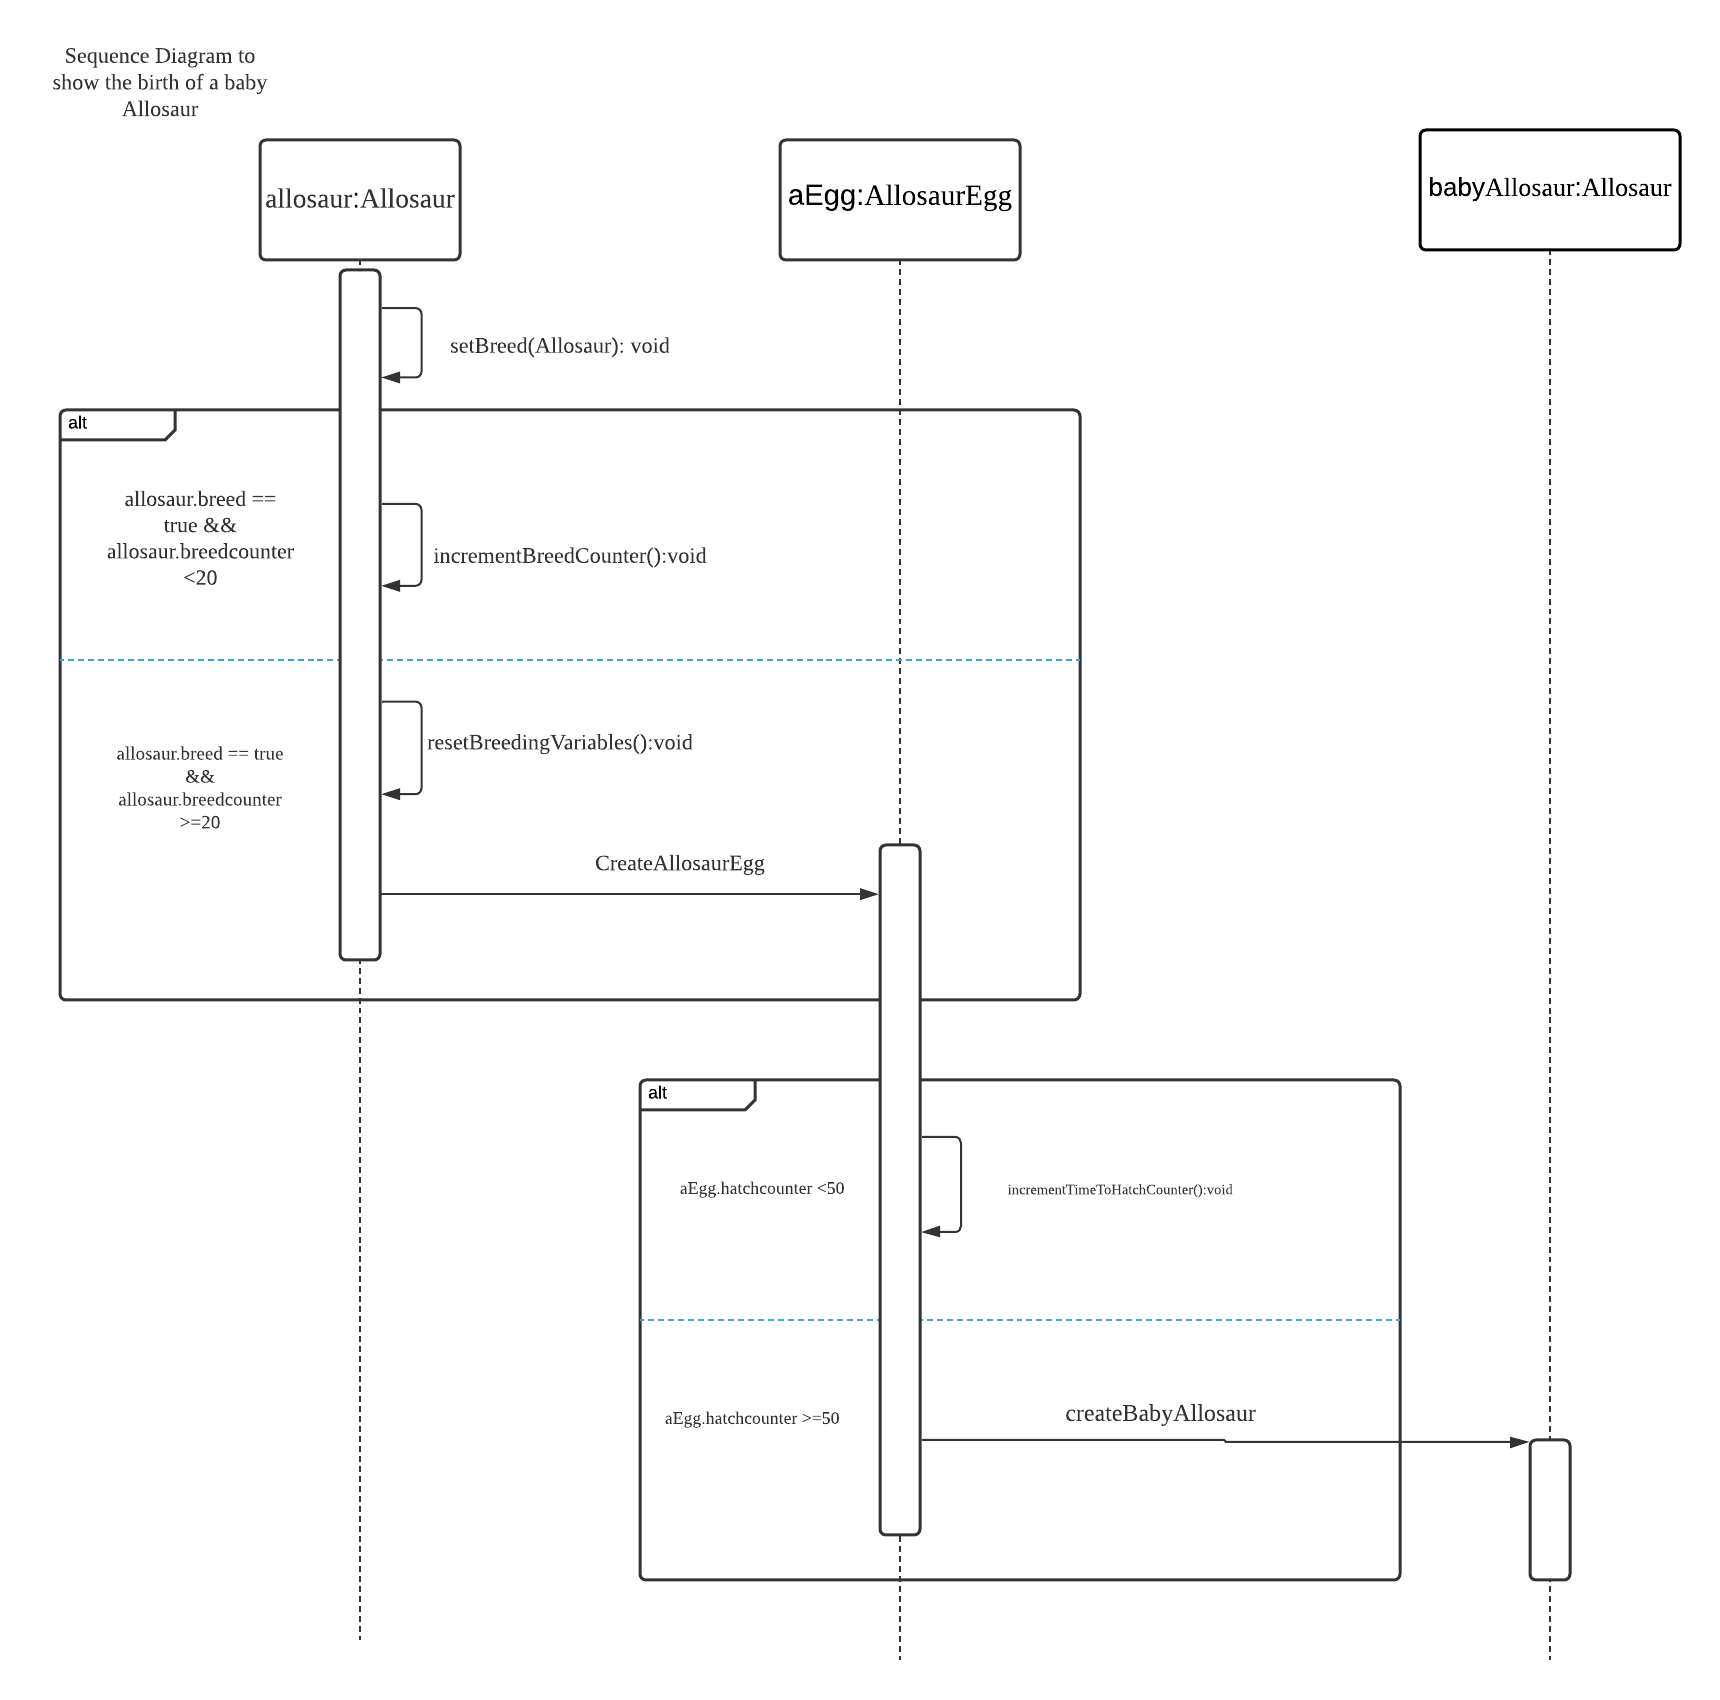 Sequence Diagram to
show the birth of a baby
Allosaur
allosaur:Allosaur
aEgg:AllosaurEgg
babyAllosaur:Allosaur
setBreed(Allosaur): void
alt
allosaur.breed ==
true &&
allosaur.breedcounter
<20
incrementBreedCounter():void
resetBreedingVariables():void
allosaur.breed == true
&&
allosaur.breedcounter
>=20
CreateAllosaurEgg
alt
aEgg.hatchcounter <50
incrementTimeToHatchCounter():void
aEgg.hatchcounter >=50
createBabyAllosaur